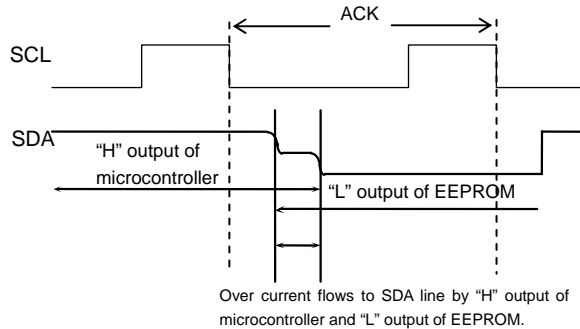 ACK
SCL
SDA
“H” output of
microcontroller
“L” output of EEPROM
Over current flows to SDA line by “H” output of
microcontroller and “L” output of EEPROM.